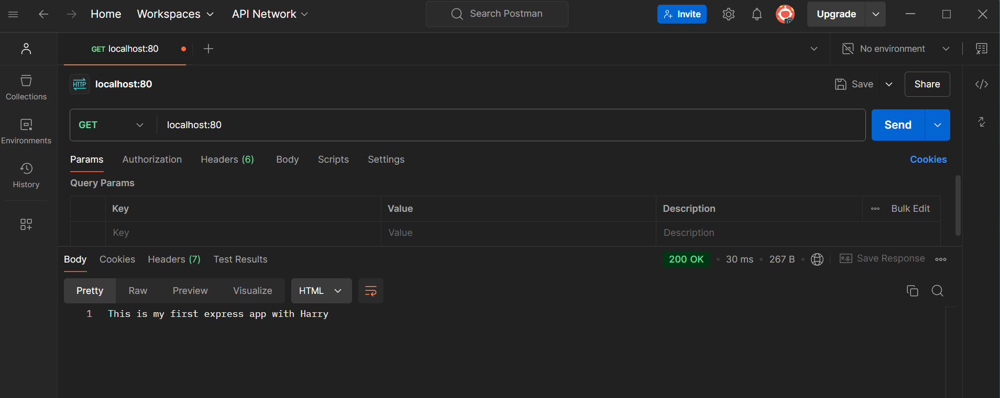 Home Workspaces API Network Search Postman Invite Upgrade
GET localhost:80 No environment
HTTP localhost:80 Save Share
Collections
GET localhost:80 Send
Environments
Params Authorization Headers (6) Body Scripts Settings Cookies
History
Query Params
Key Value Description Bulk Edit
Key Value Description
Body Cookies Headers (7) Test Results 200 OK • 30 ms • 267 B • e.g. Save Response
Pretty Raw Preview Visualize HTML
1 This is my first express app with Harry